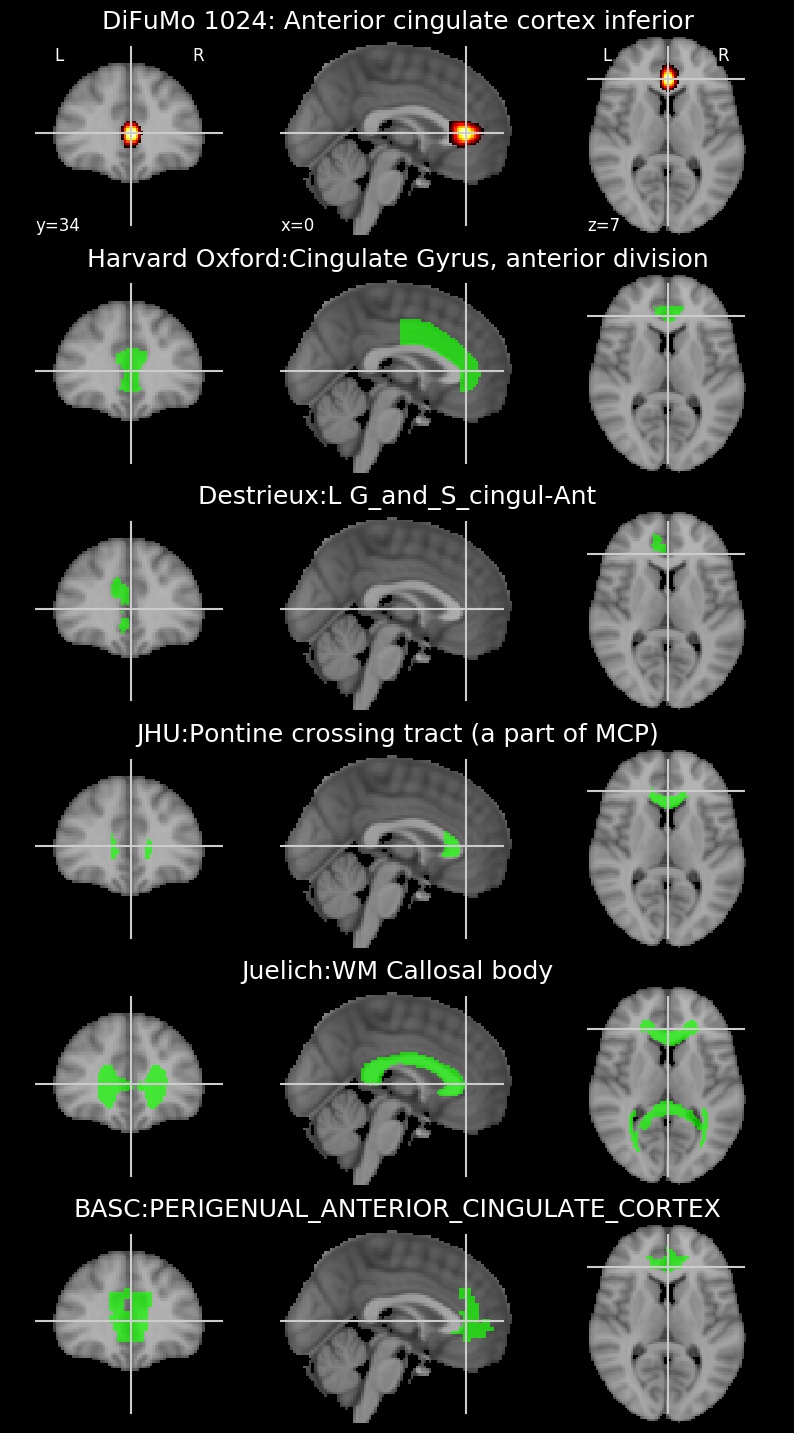 DiFuMo 1024: Anterior cingulate cortex inferior
L R L R
y=34 x=0 z=7
Harvard Oxford:Cingulate Gyrus, anterior division
Destrieux:L G_and_S_cingul-Ant
JHU:Pontine crossing tract (a part of MCP)
Juelich:WM Callosal body
BASC:PERIGENUAL_ANTERIOR_CINGULATE_CORTEX